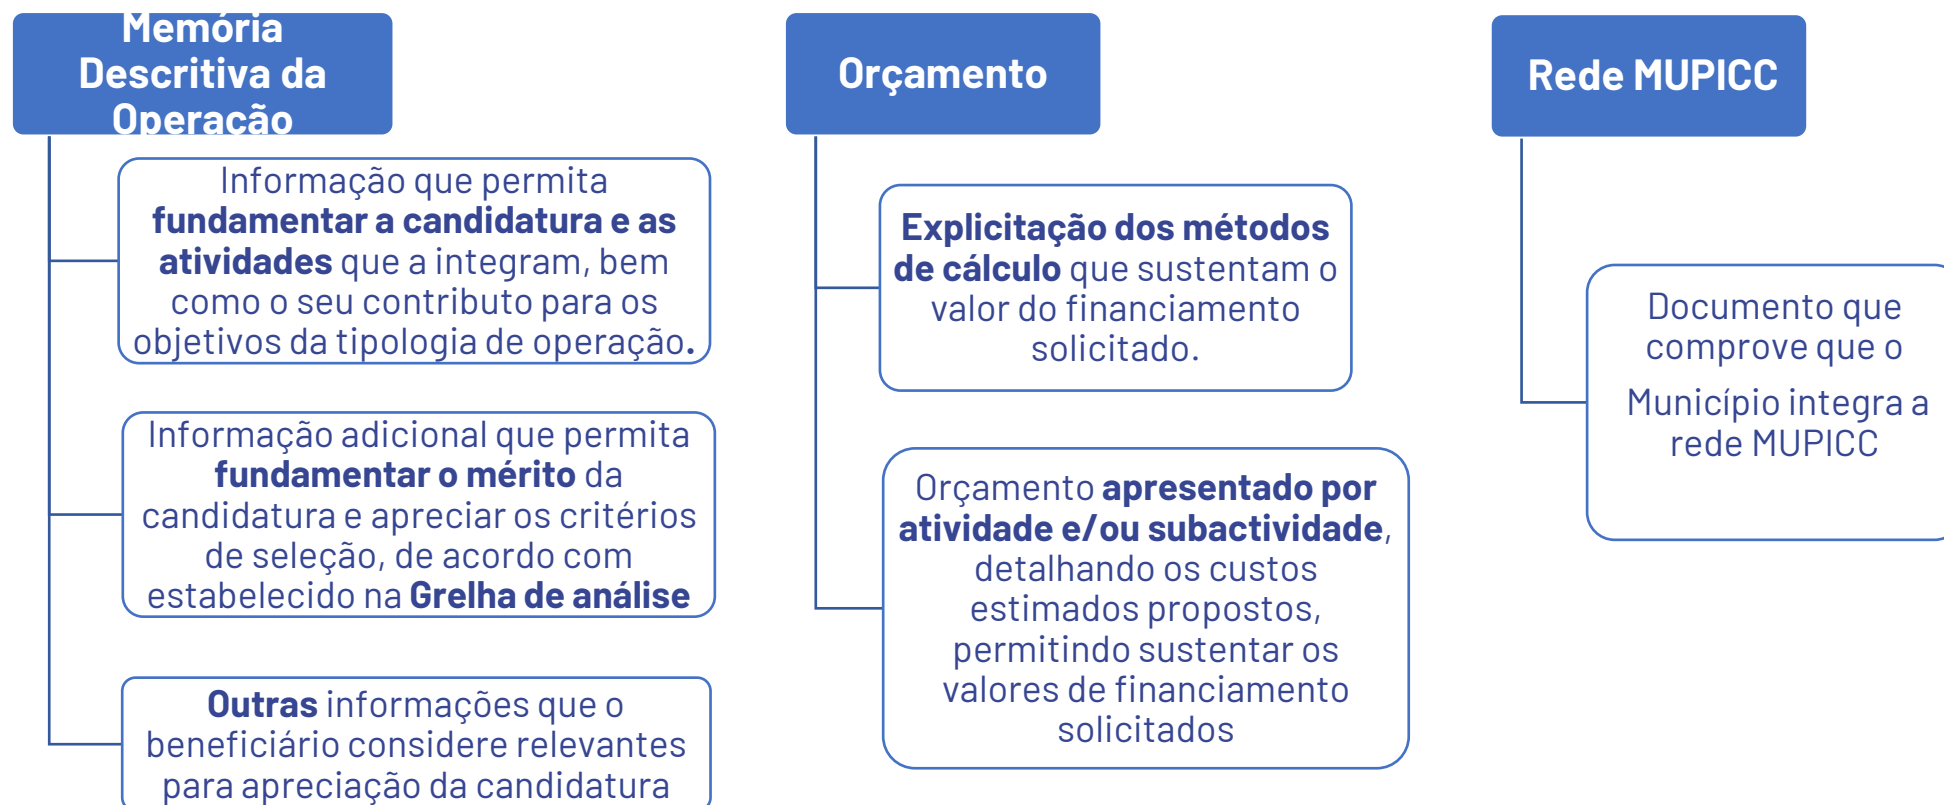 Memória
Descritiva da
Operação
Informação que permita
fundamentar a candidatura e as
atividades que a integram, bem
como o seu contributo para os
objetivos da tipologia de operação.
Informação adicional que permita
fundamentar o mérito da
candidatura e apreciar os critérios
de seleção, de acordo com
estabelecido na Grelha de análise
Outras informações que o
beneficiário considere relevantes
para apreciação da candidatura
Orçamento
Explicitação dos métodos
de cálculo que sustentam o
valor do financiamento
solicitado.
Orçamento apresentado por
atividade e/ou subactividade,
detalhando os custos
estimados propostos,
permitindo sustentar os
valores de financiamento
solicitados
Rede MUPICC
Documento que
comprove que o
Município integra a
rede MUPICC